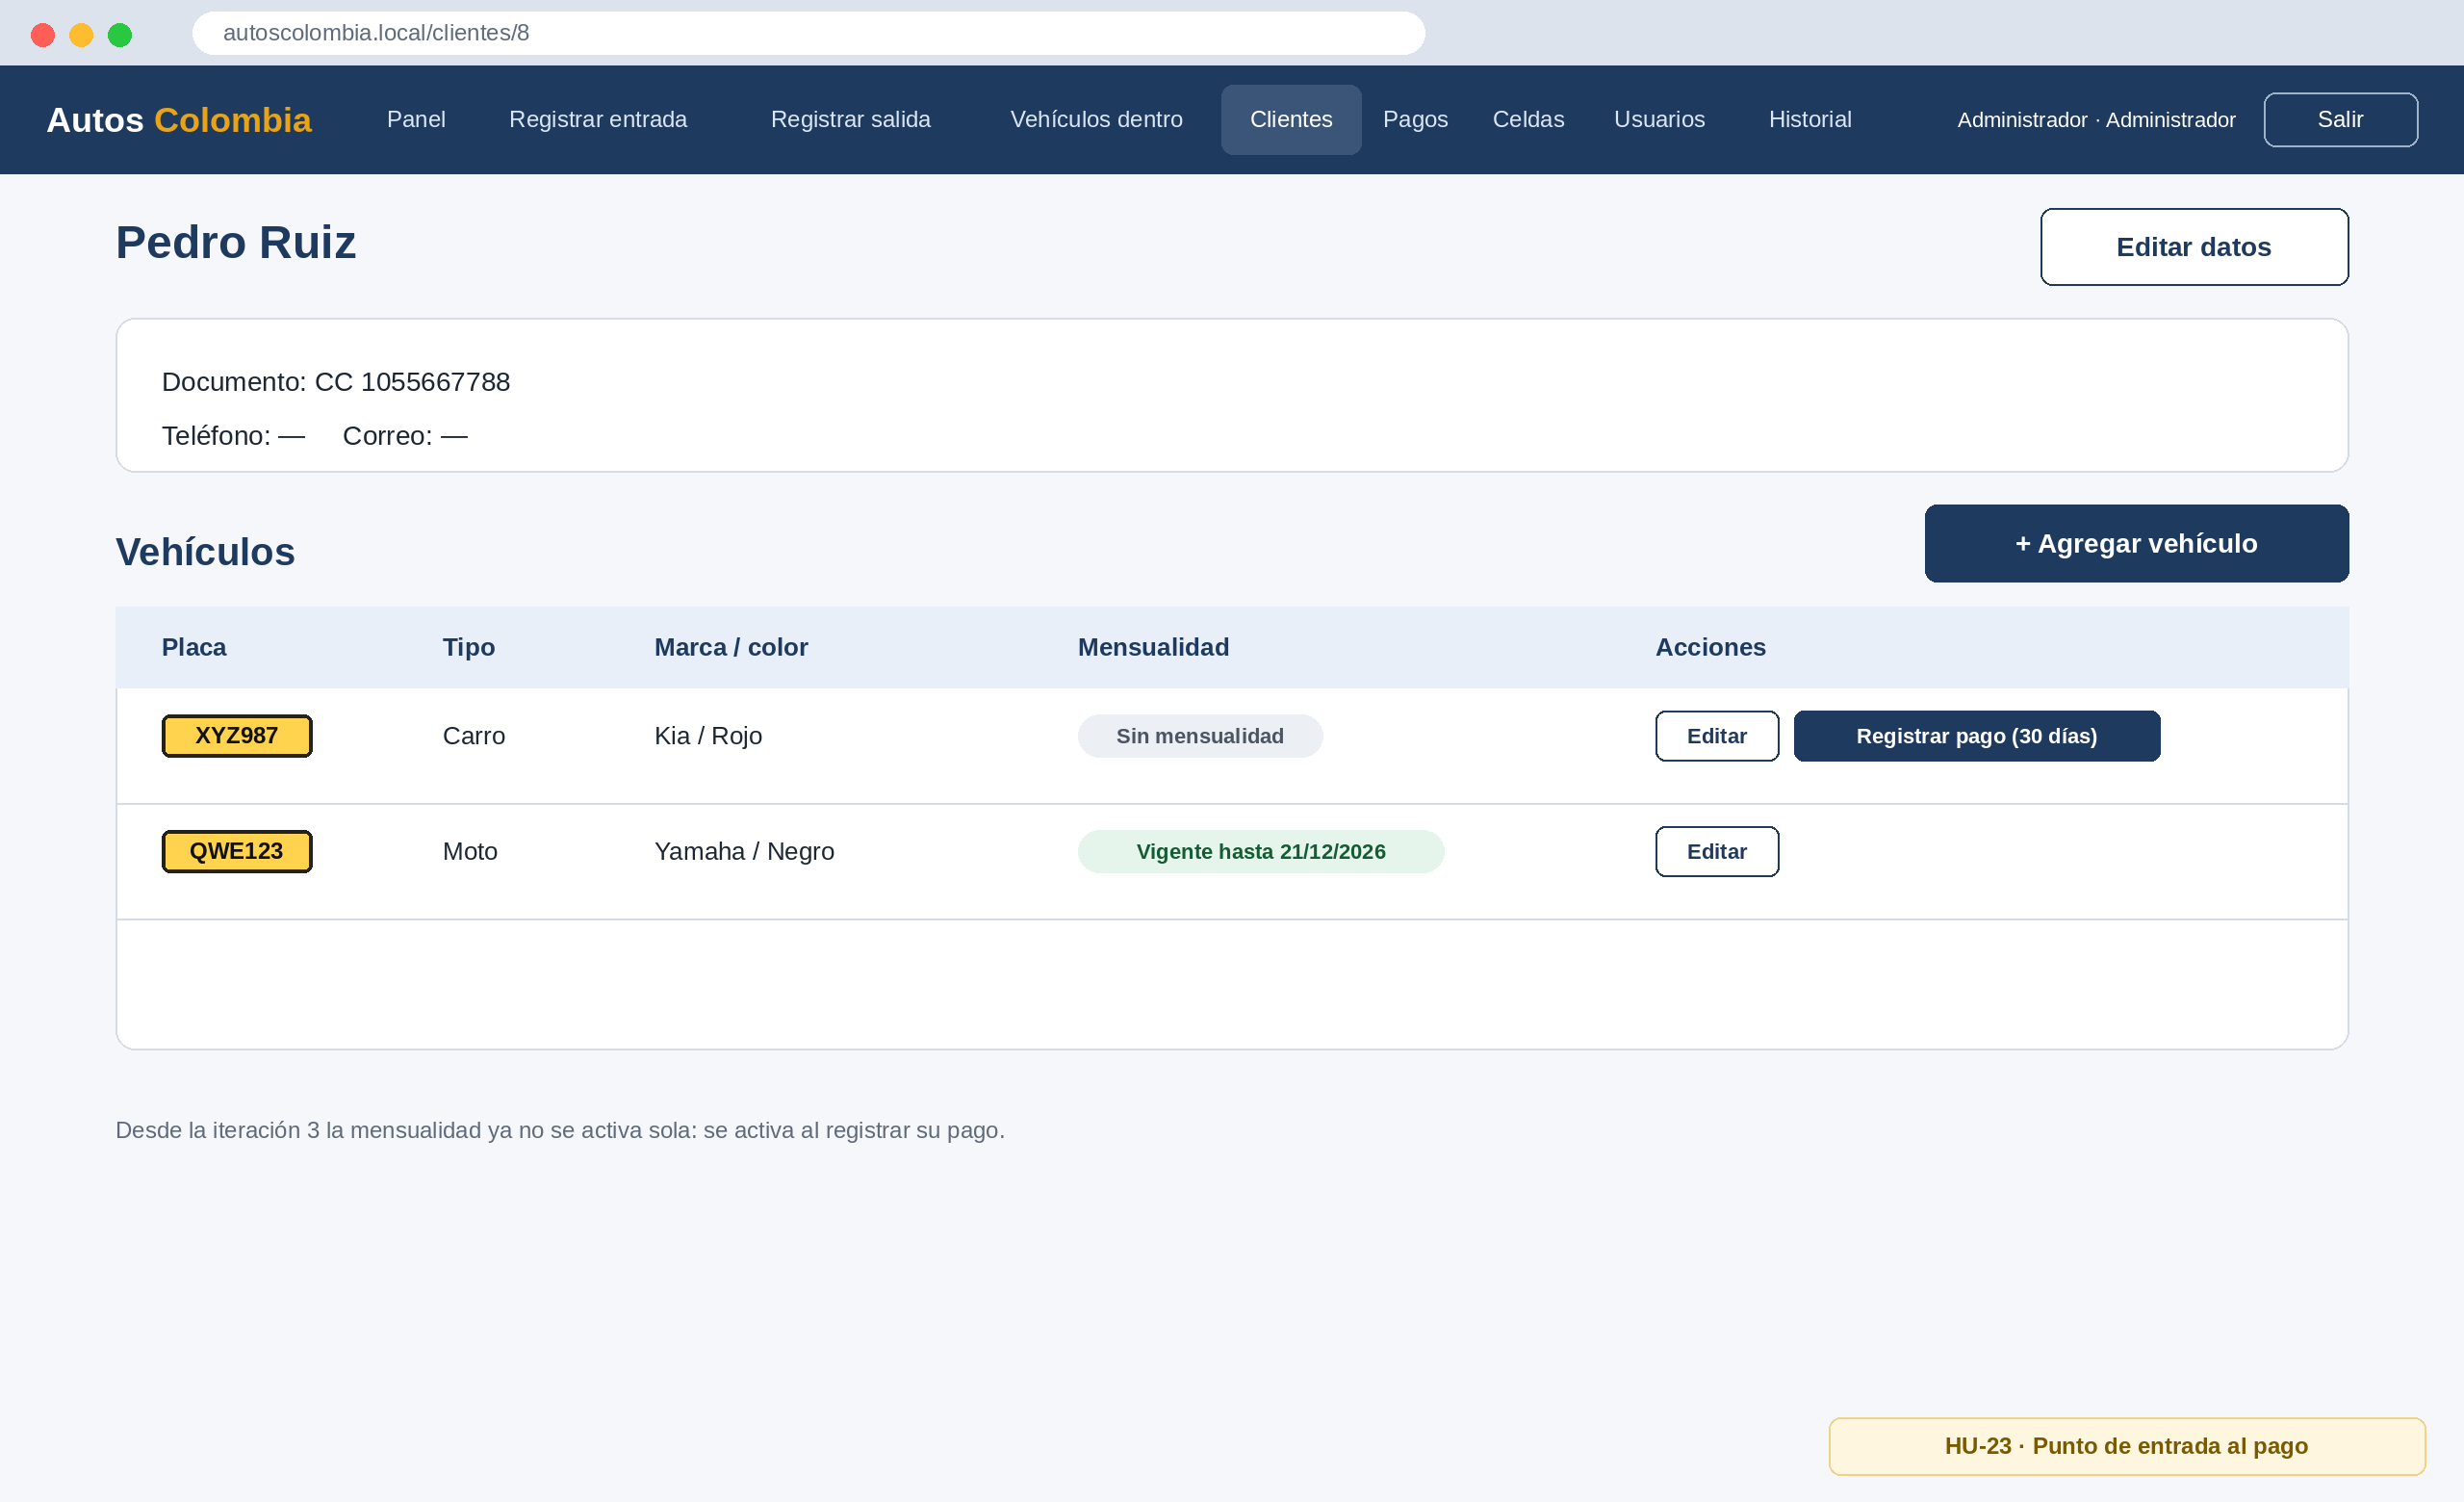 autoscolombia.local/clientes/8
Autos Colombia Panel Registrar entrada Registrar salida Vehículos dentro Clientes Pagos Celdas Usuarios Historial Administrador · Administrador Salir
Pedro Ruiz Editar datos
Documento: CC 1055667788
Teléfono: — Correo: —
Vehículos + Agregar vehículo
Placa Tipo Marca / color Mensualidad Acciones
XYZ987 Carro Kia / Rojo Sin mensualidad Editar Registrar pago (30 días)
QWE123 Moto Yamaha / Negro Vigente hasta 21/12/2026 Editar
Desde la iteración 3 la mensualidad ya no se activa sola: se activa al registrar su pago.
HU-23 · Punto de entrada al pago